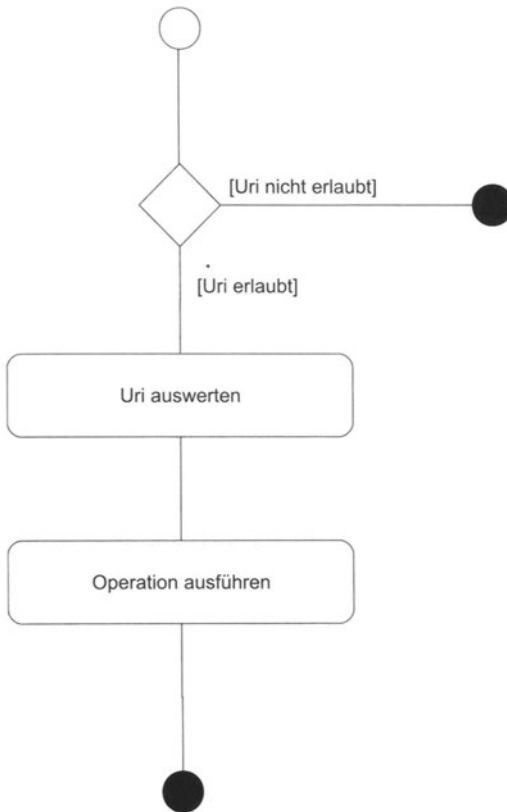 [Uri nicht erlaubt]
[Uri erlaubt]
Uri auswerten
Operation ausführen